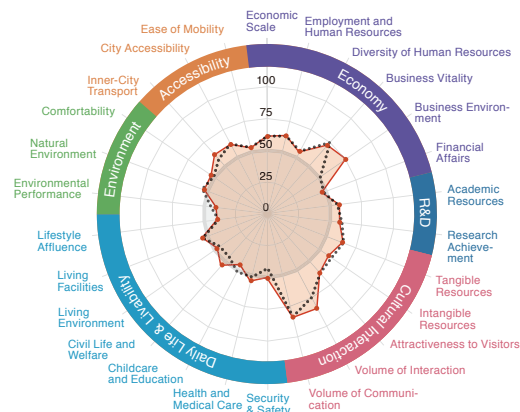 Economic
Scale
Employment and
Human Resources
Diversity of Human Resources
Business Vitality
Business Environ-
ment
Financial
Affairs
Academic
Resources
Research
Achieve-
ment
Tangible
Resources
Intangible
Resources
Attractiveness to Visitors
Volume of Interaction
Volume of Communi-
cation
Security
& Safety
Health and
Medical Care
Childcare
and Education
Civil Life and
Welfare
Living
Environment
Living
Facilities
Lifestyle
Affluence
Environmental
Performance
Natural
Environment
Comfortability
Inner-City
Transport
City Accessibility
Ease of Mobility
Economy
R&D
Cultural Interaction
Daily Life & Livability
Environment
Accessibility
100
75
50
25
0